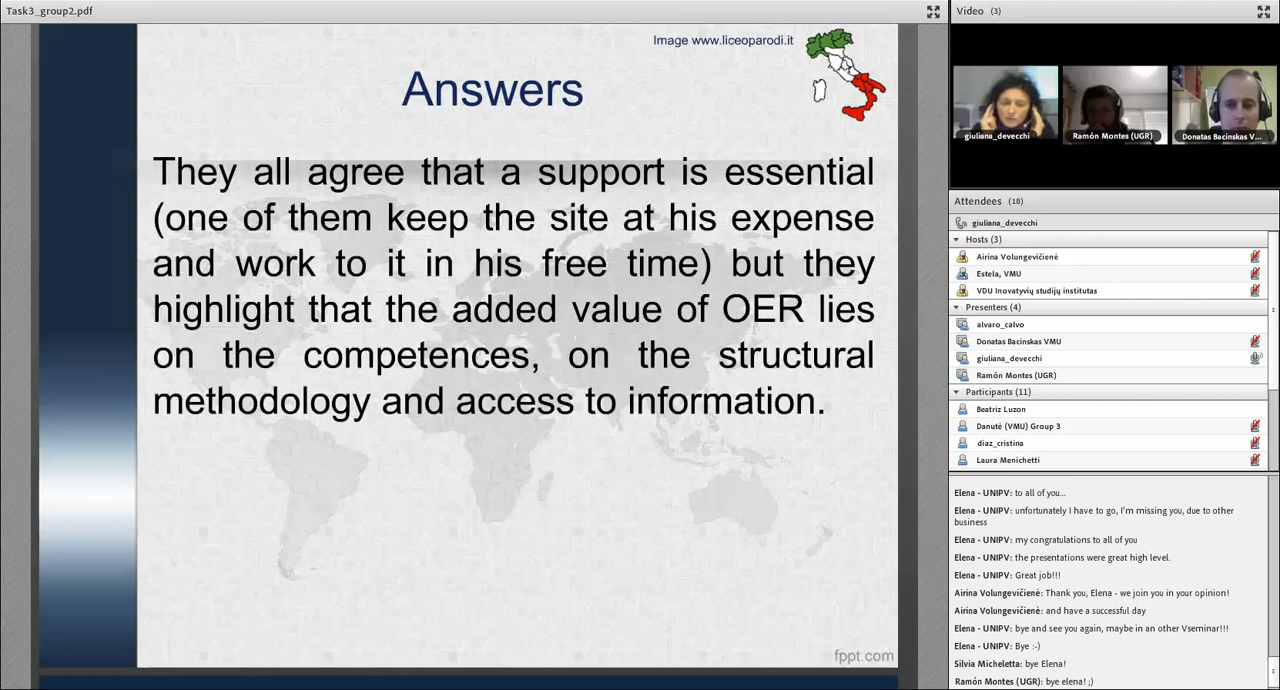 Task3_group2.pdf
Image www.liceoparodi.it
Answers
They all agree that a support is essential
(one of them keep the site at his expense
and work to it in his free time) but they
highlight that the added value of OER lies
on the competences, on the structural
methodology and access to information.
fppt.com
Video (3)
giuliana_devecchi
Ramón Montes (UGR)
Donatas Bacinskas V...
Attendees (18)
giuliana_devecchi
Hosts (3)
Airina Volungevičienė
Estela, VMU
VDU Inovatyvių studijų institutas
Presenters (4)
alvaro_calvo
Donatas Bacinskas VMU
giuliana_devecchi
Ramón Montes (UGR)
Participants (11)
Beatriz Luzon
Danutė (VMU) Group 3
diaz_cristina
Laura Menichetti
Elena - UNIPV: to all of you...
Elena - UNIPV: unfortunately I have to go, I'm missing you, due to other
business
Elena - UNIPV: my congratulations to all of you
Elena - UNIPV: the presentations were great high level.
Elena - UNIPV: Great job!!!
Airina Volungevičienė: Thank you, Elena - we join you in your opinion!
Airina Volungevičienė: and have a successful day
Elena - UNIPV: bye and see you again, maybe in an other Vseminar!!!
Elena - UNIPV: Bye :-)
Silvia Micheletta: bye Elena!
Ramón Montes (UGR): bye elena! ;)